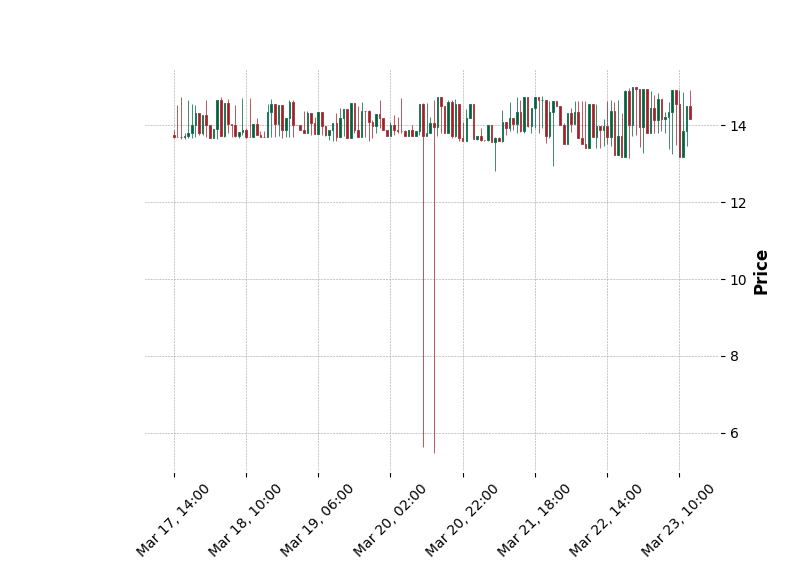 14
12
10
8
6
Price
Mar 17, 14:00
Mar 18, 10:00
Mar 19, 06:00
Mar 20, 02:00
Mar 20, 22:00
Mar 21, 18:00
Mar 22, 14:00
Mar 23, 10:00